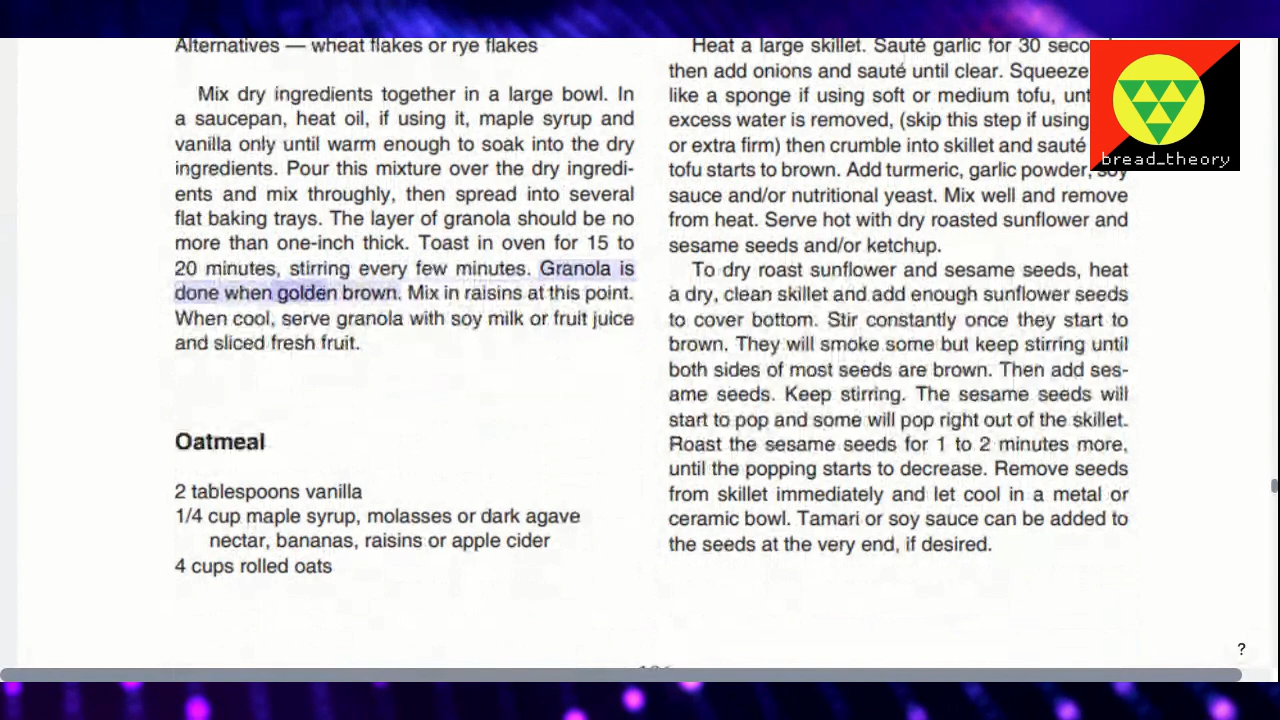 Alternatives — wheat flakes or rye flakes
Mix dry ingredients together in a large bowl. In
a saucepan, heat oil, if using it, maple syrup and
vanilla only until warm enough to soak into the dry
ingredients. Pour this mixture over the dry ingredi-
ents and mix throughly, then spread into several
flat baking trays. The layer of granola should be no
more than one-inch thick. Toast in oven for 15 to
20 minutes, stirring every few minutes. Granola is
done when golden brown. Mix in raisins at this point.
When cool, serve granola with soy milk or fruit juice
and sliced fresh fruit.
Oatmeal
2 tablespoons vanilla
1/4 cup maple syrup, molasses or dark agave
nectar, bananas, raisins or apple cider
4 cups rolled oats
Heat a large skillet. Sauté garlic for 30
then add onions and sauté until clear. Squeeze
like a sponge if using soft or medium tofu,
excess water is removed, (skip this step if using
or extra firm) then crumble into skillet and sauté
tofu starts to brown. Add turmeric, garlic powder, soy
sauce and/or nutritional yeast. Mix well and remove
from heat. Serve hot with dry roasted sunflower and
sesame seeds and/or ketchup.
To dry roast sunflower and sesame seeds, heat
a dry, clean skillet and add enough sunflower seeds
to cover bottom. Stir constantly once they start to
brown. They will smoke some but keep stirring until
both sides of most seeds are brown. Then add ses-
ame seeds. Keep stirring. The sesame seeds will
start to pop and some will pop right out of the skillet.
Roast the sesame seeds for 1 to 2 minutes more,
until the popping starts to decrease. Remove seeds
from skillet immediately and let cool in a metal or
ceramic bowl. Tamari or soy sauce can be added to
the seeds at the very end, if desired.
bread_theory
?